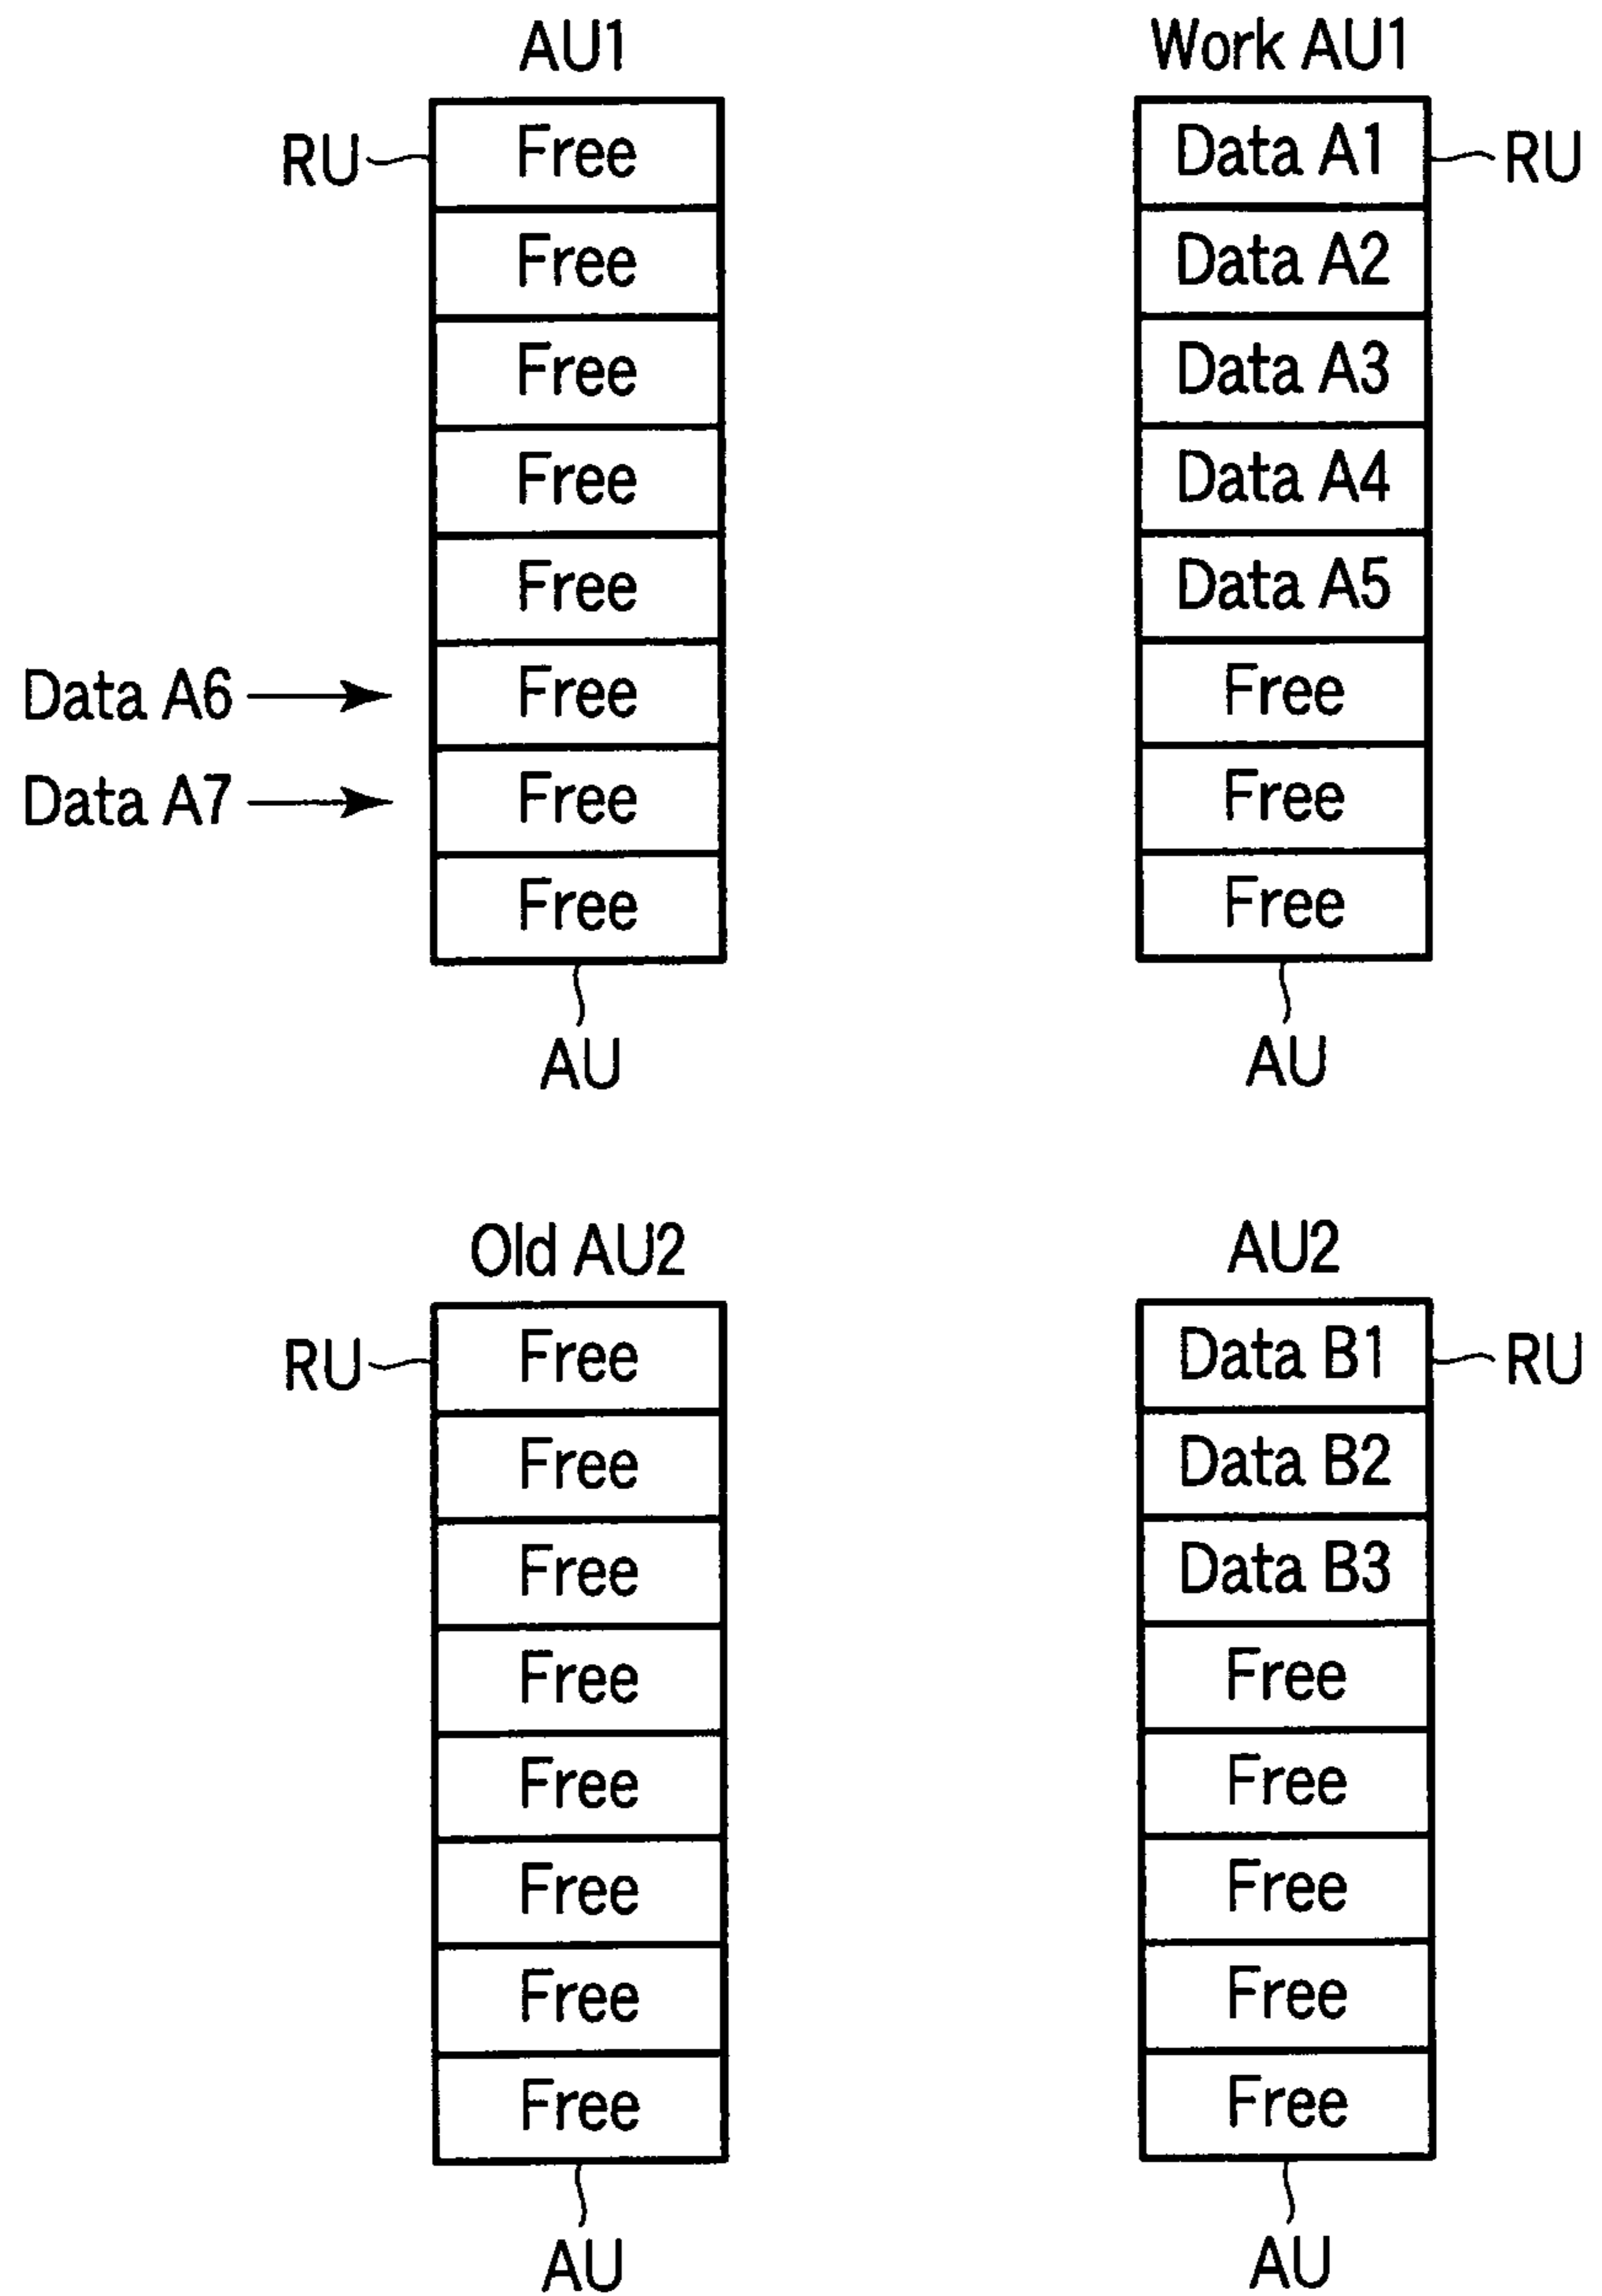 AU1
RU
Free
Free
Free
Free
Free
Data A6
Free
Data A7
Free
Free
AU
Work AU1
Data A1
RU
Data A2
Data A3
Data A4
Data A5
Free
Free
Free
AU
Old AU2
RU
Free
Free
Free
Free
Free
Free
Free
Free
AU
AU2
Data B1
RU
Data B2
Data B3
Free
Free
Free
Free
Free
AU